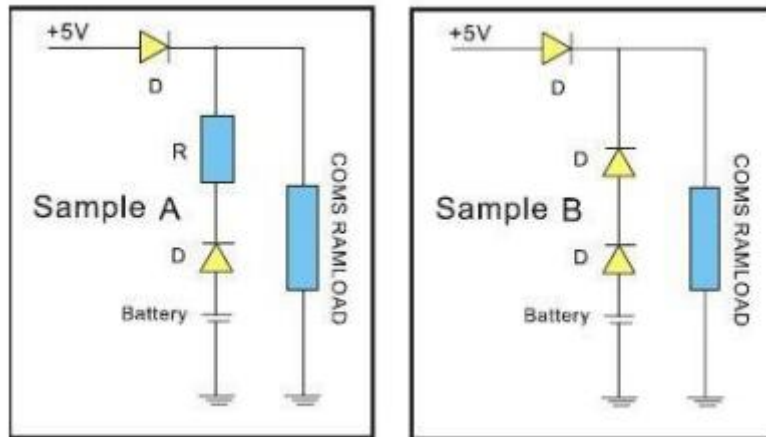 +5V
D
R
Sample A
D
Battery
COMS RAMLOAD
+5V
D
D
Sample B
D
Battery
COMS RAMLOAD